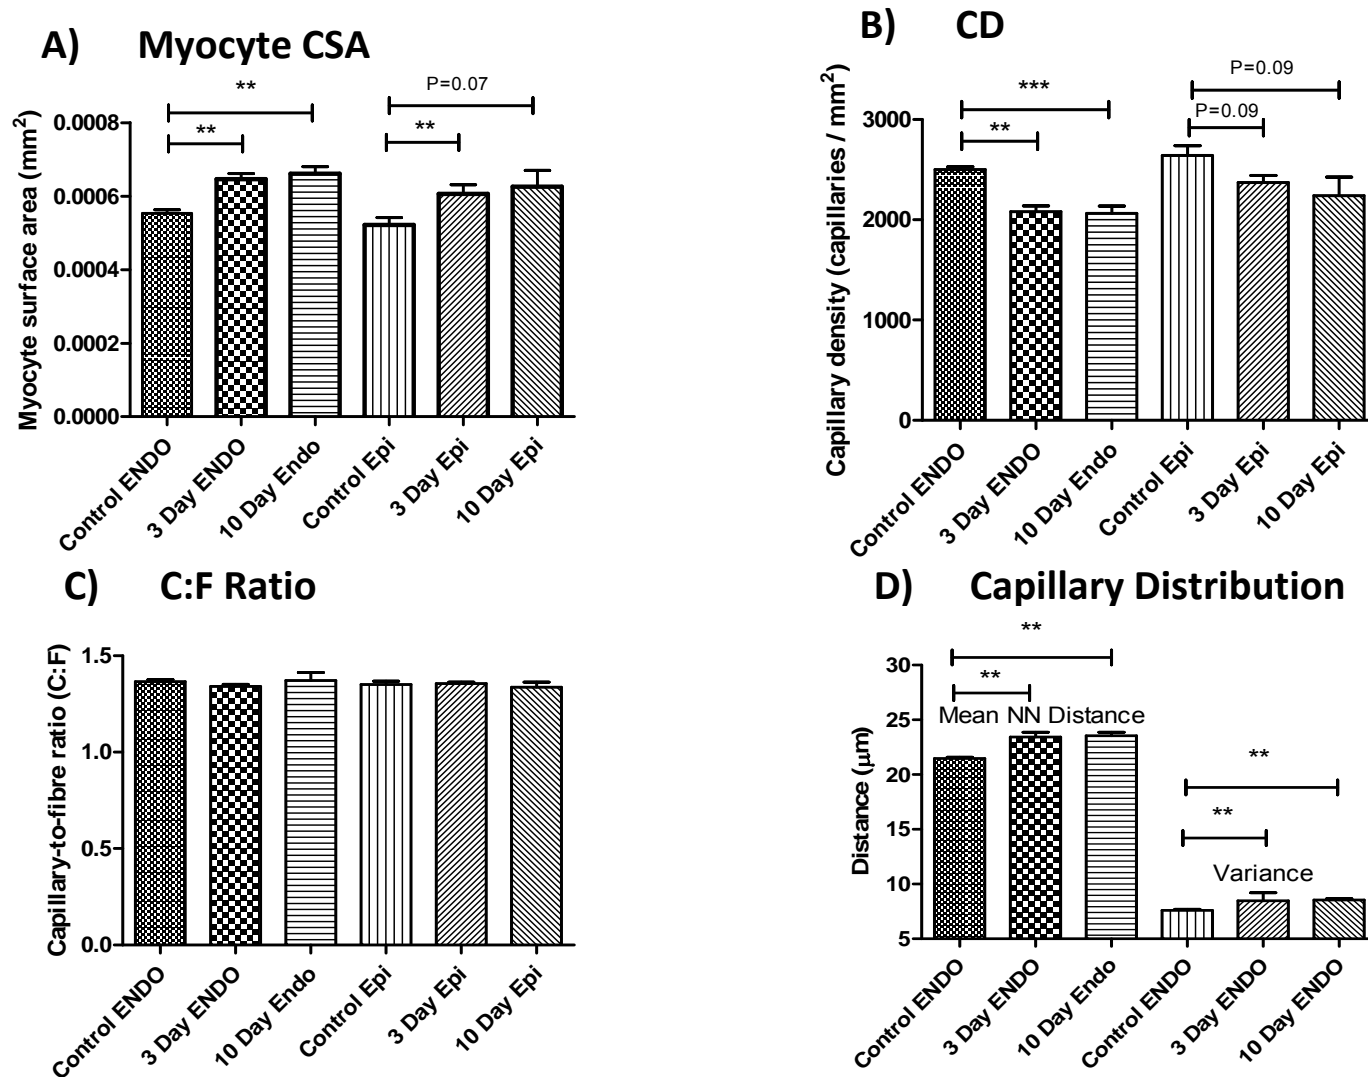 A) Myocyte CSA
** P=0.07
** **
Myocyte surface area (mm²)
0.0008
0.0006
0.0004
0.0002
0.0000
Control ENDO
3 Day ENDO
10 Day Endo
Control Epi
3 Day Epi
10 Day Epi
B) CD
P=0.09
***
P=0.09
**
Capillary density (capillaries / mm²)
3000
2000
1000
0
Control ENDO
3 Day ENDO
10 Day Endo
Control Epi
3 Day Epi
10 Day Epi
C) C:F Ratio
Capillary-to-fibre ratio (C:F)
1.5
1.0
0.5
0.0
Control ENDO
3 Day ENDO
10 Day Endo
Control Epi
3 Day Epi
10 Day Epi
D) Capillary Distribution
**
**
Mean NN Distance
**
**
Variance
Distance (μm)
30
25
20
15
10
5
Control ENDO
3 Day ENDO
10 Day Endo
Control ENDO
3 Day ENDO
10 Day ENDO